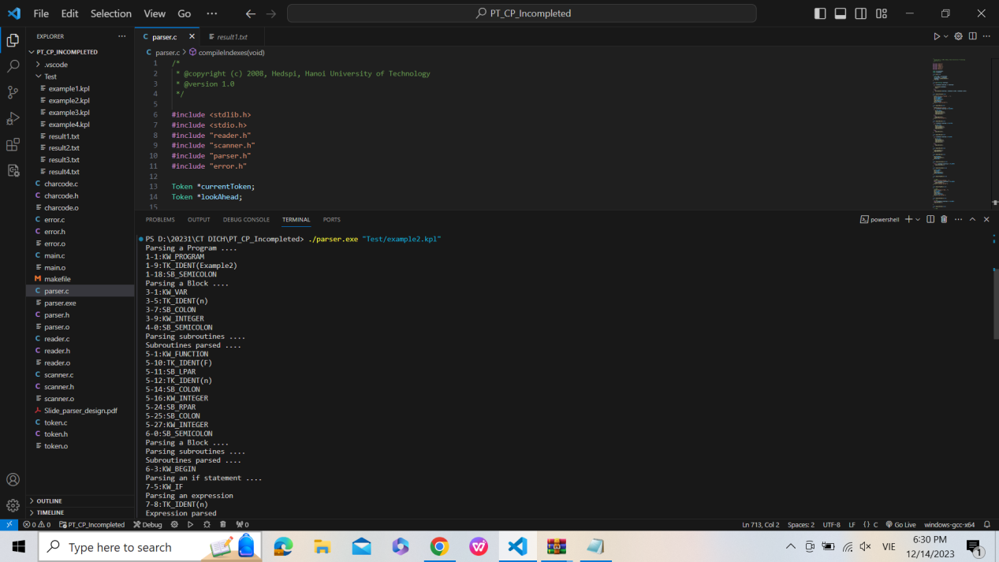 File Edit Selection View Go ··· PT_CP_Incompleted
EXPLORER ···
PT_CP_INCOMPLETED
.vscode
Test
example1.kpl
example2.kpl
example3.kpl
example4.kpl
result1.txt
result2.txt
result3.txt
result4.txt
charcode.c
charcode.h
charcode.o
error.c
error.h
error.o
main.c
main.o
makefile
parser.c
parser.exe
parser.h
parser.o
reader.c
reader.h
reader.o
scanner.c
scanner.h
scanner.o
Slide_parser_design.pdf
token.c
token.h
token.o
OUTLINE
TIMELINE
parser.c result1.txt
parser.c > compileIndexes(void)
1 /*
2 * @copyright (c) 2008, Hedspi, Hanoi University of Technology
3 * @version 1.0
4 */
5
6 #include <stdlib.h>
7 #include <stdio.h>
8 #include "reader.h"
9 #include "scanner.h"
10 #include "parser.h"
11 #include "error.h"
12
13 Token *currentToken;
14 Token *lookAhead;
15
PROBLEMS OUTPUT DEBUG CONSOLE TERMINAL PORTS powershell
PS D:\20231\CT DICH\PT_CP_Incompleted> ./parser.exe "Test/example2.kpl"
Parsing a Program ....
1-1:KW_PROGRAM
1-9:TK_IDENT(Example2)
1-18:SB_SEMICOLON
Parsing a Block ....
3-1:KW_VAR
3-5:TK_IDENT(n)
3-7:SB_COLON
3-9:KW_INTEGER
4-0:SB_SEMICOLON
Parsing subroutines ....
Subroutines parsed ....
5-1:KW_FUNCTION
5-10:TK_IDENT(F)
5-11:SB_LPAR
5-12:TK_IDENT(n)
5-14:SB_COLON
5-16:KW_INTEGER
5-24:SB_RPAR
5-25:SB_COLON
5-27:KW_INTEGER
6-0:SB_SEMICOLON
Parsing a Block ....
Parsing subroutines ....
Subroutines parsed ....
6-3:KW_BEGIN
Parsing an if statement ....
7-5:KW_IF
Parsing an expression
7-8:TK_IDENT(n)
Expression parsed
0 0 PT_CP_Incompleted Debug 0 Ln 713, Col 2 Spaces: 2 UTF-8 LF {} C Go Live windows-gcc-x64
Type here to search VIE 6:30 PM
12/14/2023 1